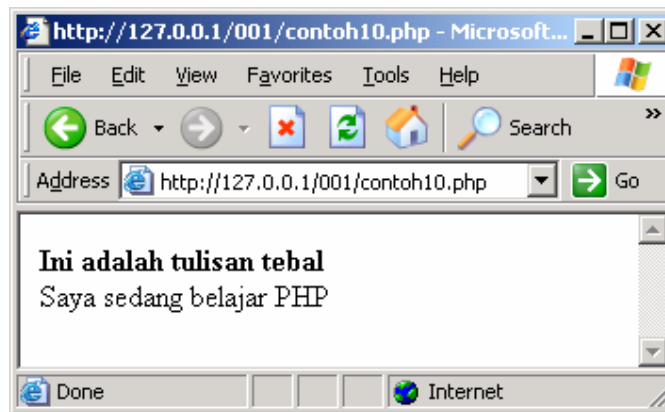 http://127.0.0.1/001/contoh10.php - Microsoft...
File Edit View Favorites Tools Help
Back Search »
Address http://127.0.0.1/001/contoh10.php Go
Ini adalah tulisan tebal
Saya sedang belajar PHP
Done Internet